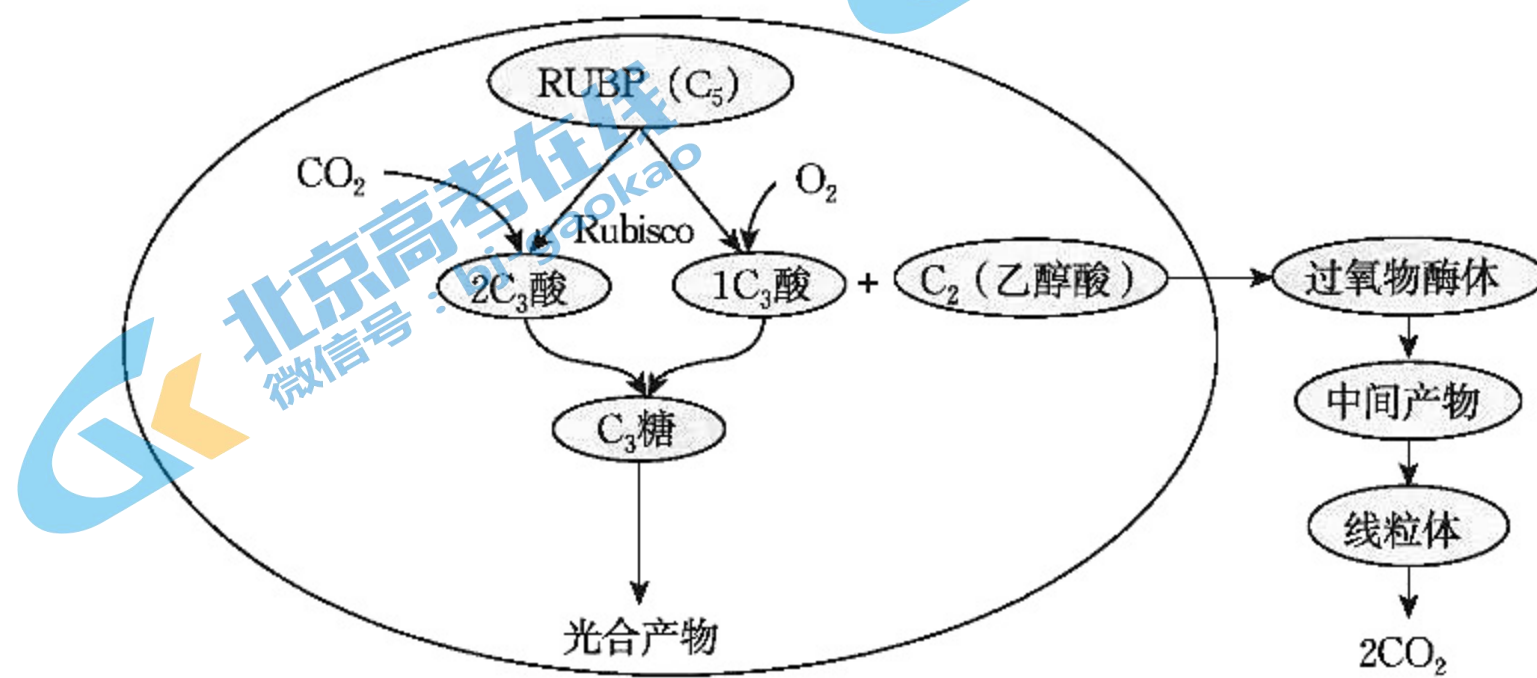 RUBP（C₅）
CO₂
O₂
Rubisco
2C₃酸
1C₃酸
+
C₂（乙醇酸）
过氧物酶体
中间产物
C₃糖
线粒体
光合产物
2CO₂
北京高考在线
微信号：bj-gaokao